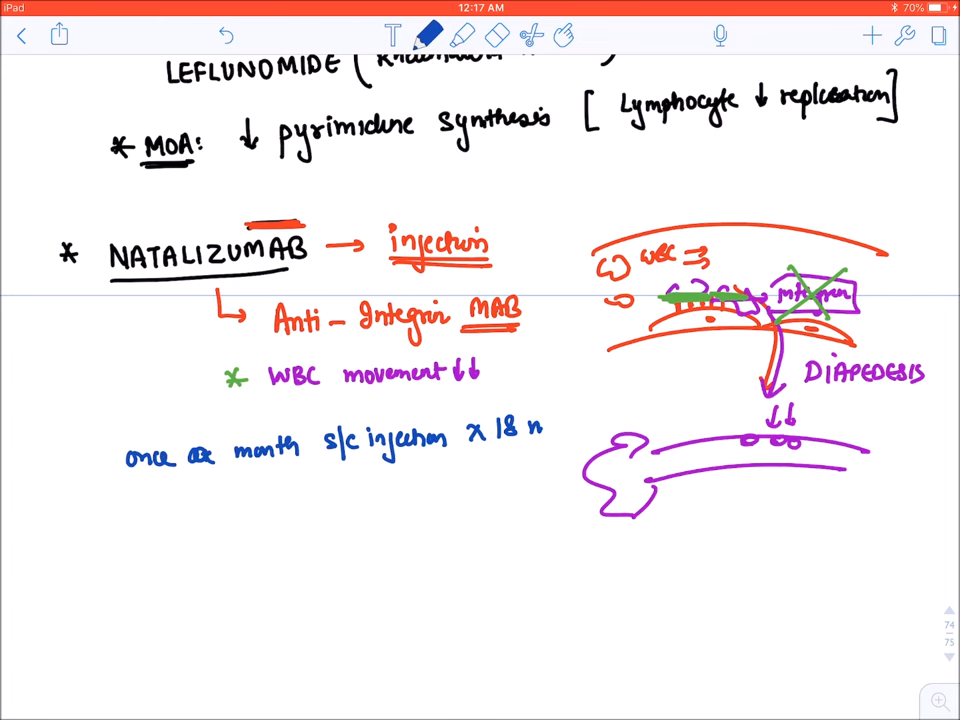 iPad 12:17 AM 70%
T
LEFLUNOMIDE (
* MOA: ↓ pyrimidine synthesis [ Lymphocyte ↓ replication]
* NATALIZUMAB → injection
Anti - Integrin MAB
* WBC movement ↓↓
once a month s/c injection x 18
WBC
integrin
DIAPEDESIS
74
75